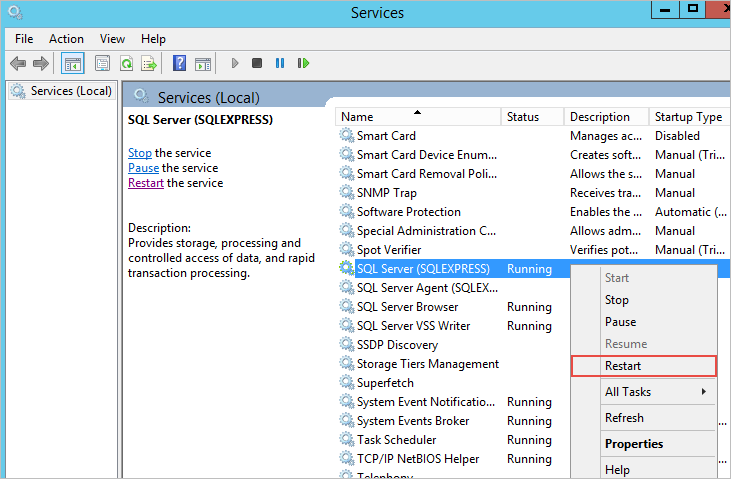 Services
File Action View Help
Services (Local)
Services (Local)
SQL Server (SQLEXPRESS)
Stop the service
Pause the service
Restart the service
Description:
Provides storage, processing and
controlled access of data, and rapid
transaction processing.
Name Status Description Startup Type
Smart Card Manages ac... Disabled
Smart Card Device Enum... Creates soft... Manual (Tri...
Smart Card Removal Poli... Allows the s... Manual
SNMP Trap Receives tra... Manual
Software Protection Enables the ... Automatic (...
Special Administration C... Allows adm... Manual
Spot Verifier Verifies pot... Manual (Tri...
SQL Server (SQLEXPRESS) Running
SQL Server Agent (SQLEX...
SQL Server Browser Running
SQL Server VSS Writer Running
SSDP Discovery
Storage Tiers Management
Superfetch
System Event Notificatio... Running
System Events Broker Running
Task Scheduler Running
TCP/IP NetBIOS Helper Running
Telephony
Start
Stop
Pause
Resume
Restart
All Tasks
Refresh
Properties
Help